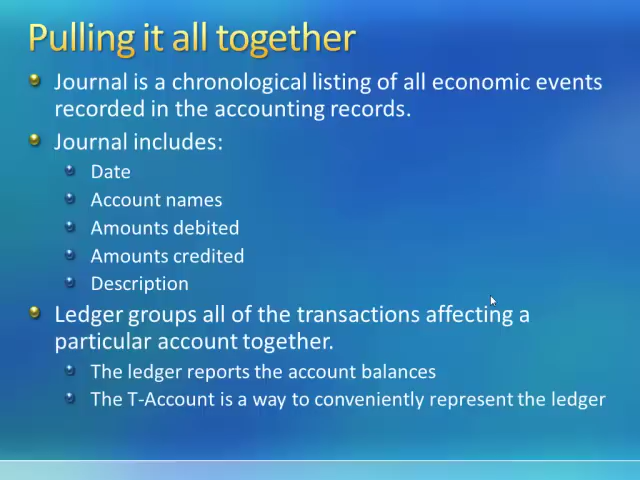 Pulling it all together
Journal is a chronological listing of all economic events
recorded in the accounting records.
Journal includes:
Date
Account names
Amounts debited
Amounts credited
Description
Ledger groups all of the transactions affecting a
particular account together.
The ledger reports the account balances
The T-Account is a way to conveniently represent the ledger